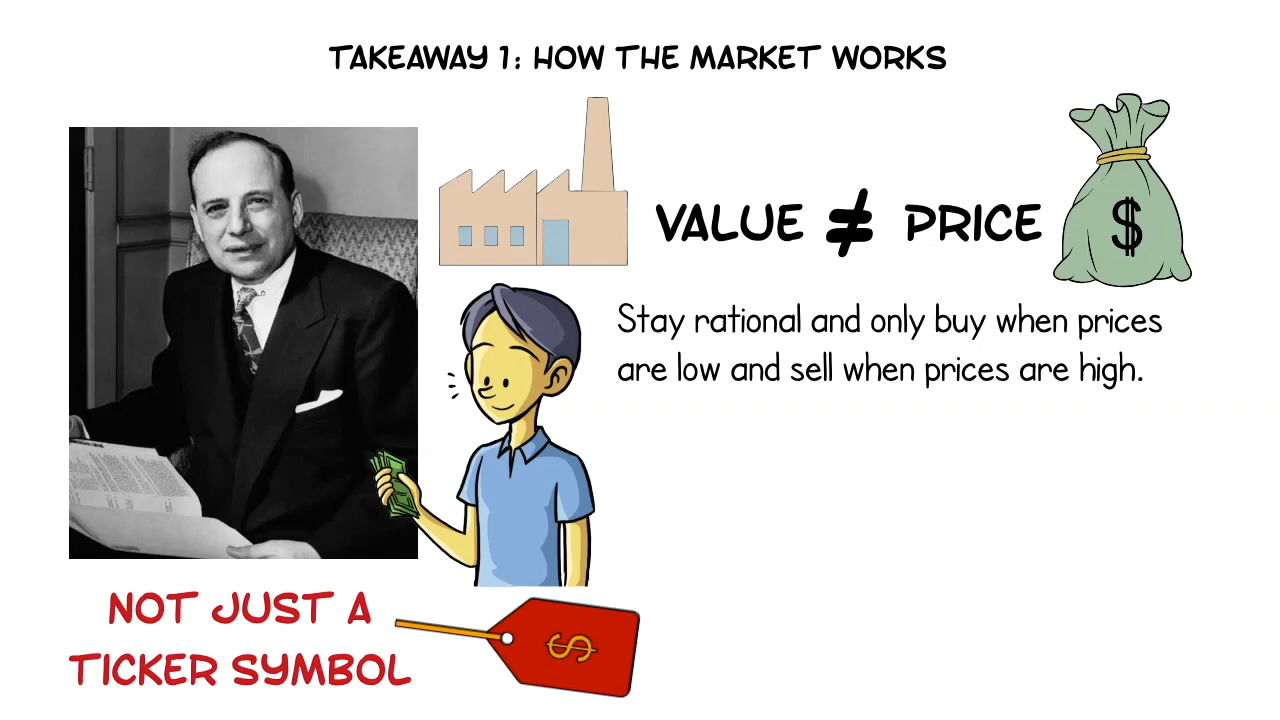 TAKEAWAY 1: HOW THE MARKET WORKS
VALUE ≠ PRICE
$
Stay rational and only buy when prices
are low and sell when prices are high.
NOT JUST A
TICKER SYMBOL
$